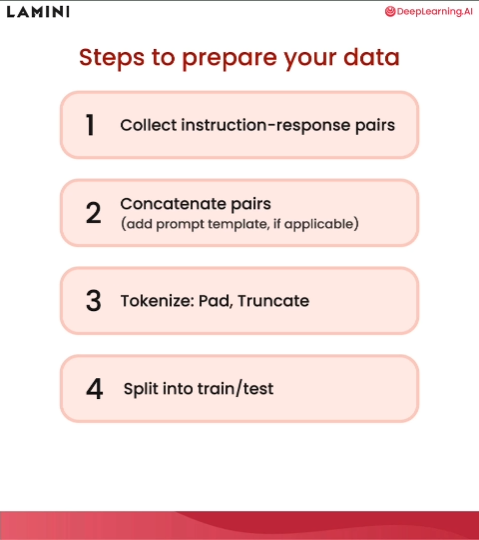 LAMINI
DeepLearning.AI
Steps to prepare your data
1 Collect instruction-response pairs
2 Concatenate pairs
(add prompt template, if applicable)
3 Tokenize: Pad, Truncate
4 Split into train/test